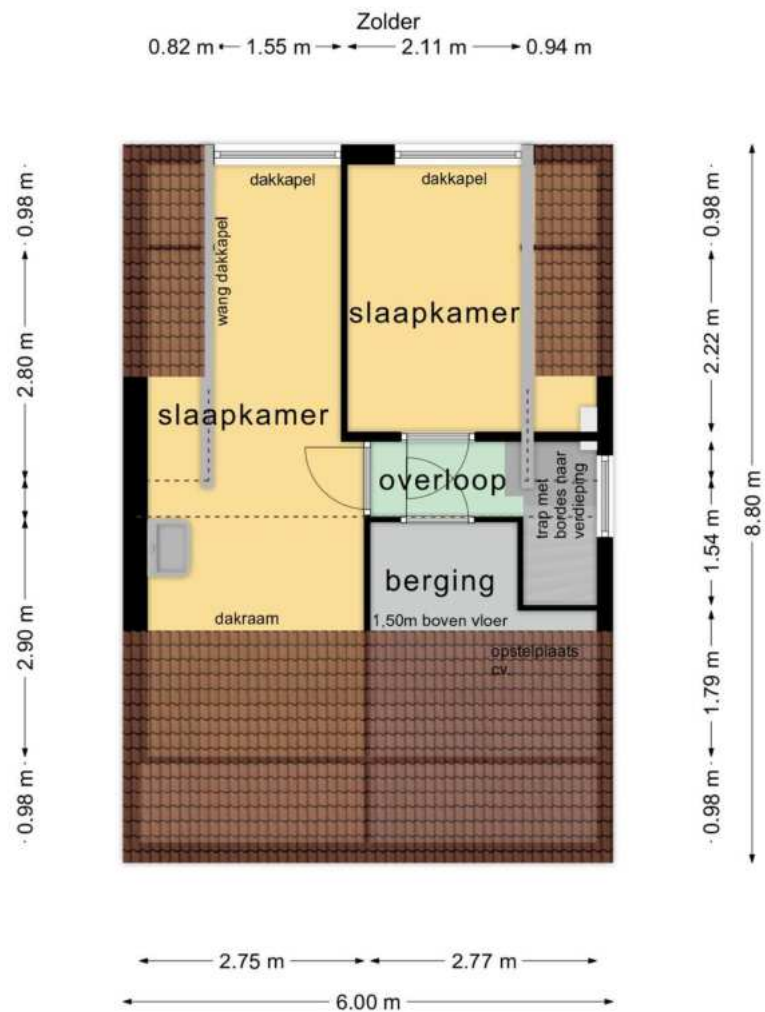 Zolder
0.82 m 1.55 m 2.11 m 0.94 m
dakkapel dakkapel
0.98 m 0.98 m
wang dakkapel
slaapkamer
2.80 m 2.22 m
slaapkamer
overloop
trap met
bordes naar
verdieping
8.80 m
1.54 m
berging
dakraam 1,50m boven vloer
2.90 m
opstelplaats
cv.
1.79 m
0.98 m 0.98 m
2.75 m 2.77 m
6.00 m